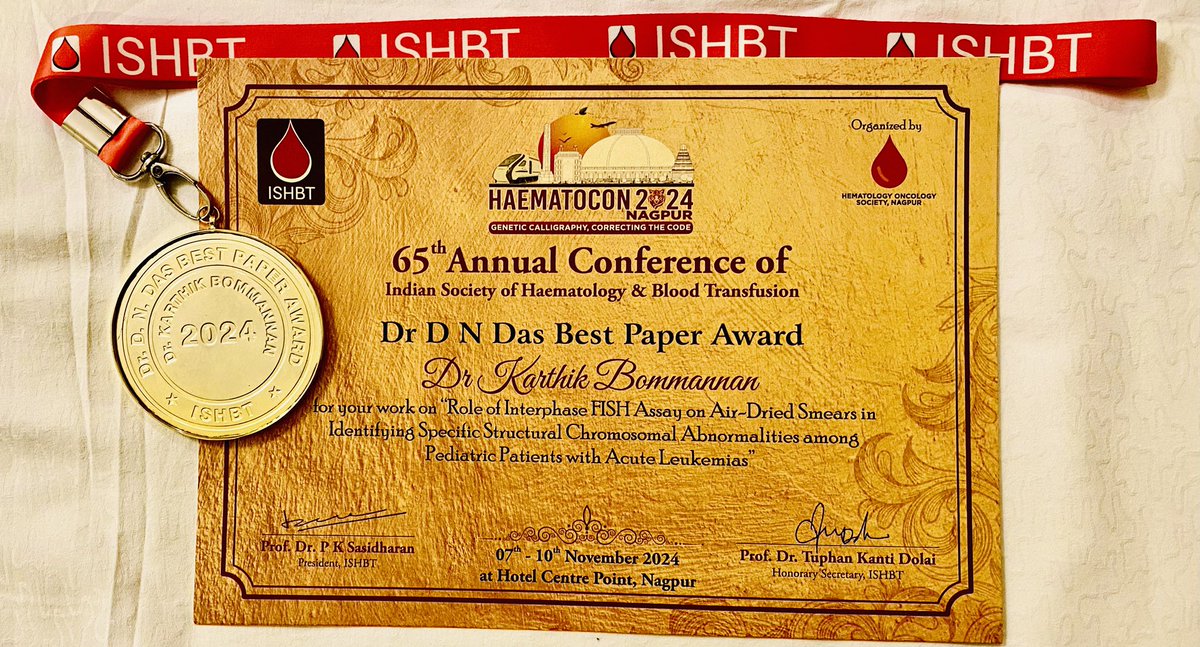 ISHBT ISHBT ISHBT ISHBT
ISHBT
HAEMATOCON 2024
NAGPUR
GENETIC CALLIGRAPHY, CORRECTING THE CODE
Organized by
HEMATOLOGY ONCOLOGY
SOCIETY, NAGPUR
65th Annual Conference of
Indian Society of Haematology & Blood Transfusion
Dr D N Das Best Paper Award
Dr Karthik Bommannan
for your work on "Role of Interphase FISH Assay on Air-Dried Smears in
Identifying Specific Structural Chromosomal Abnormalities among
Pediatric Patients with Acute Leukemias"
Prof. Dr. P K Sasidharan
President, ISHBT
07th - 10th November 2024
at Hotel Centre Point, Nagpur
Prof. Dr. Tuphan Kanti Dolai
Honorary Secretary, ISHBT
Dr. D. N. DAS BEST PAPER AWARD
Dr. KARTHIK BOMMANNAN
2024
ISHBT